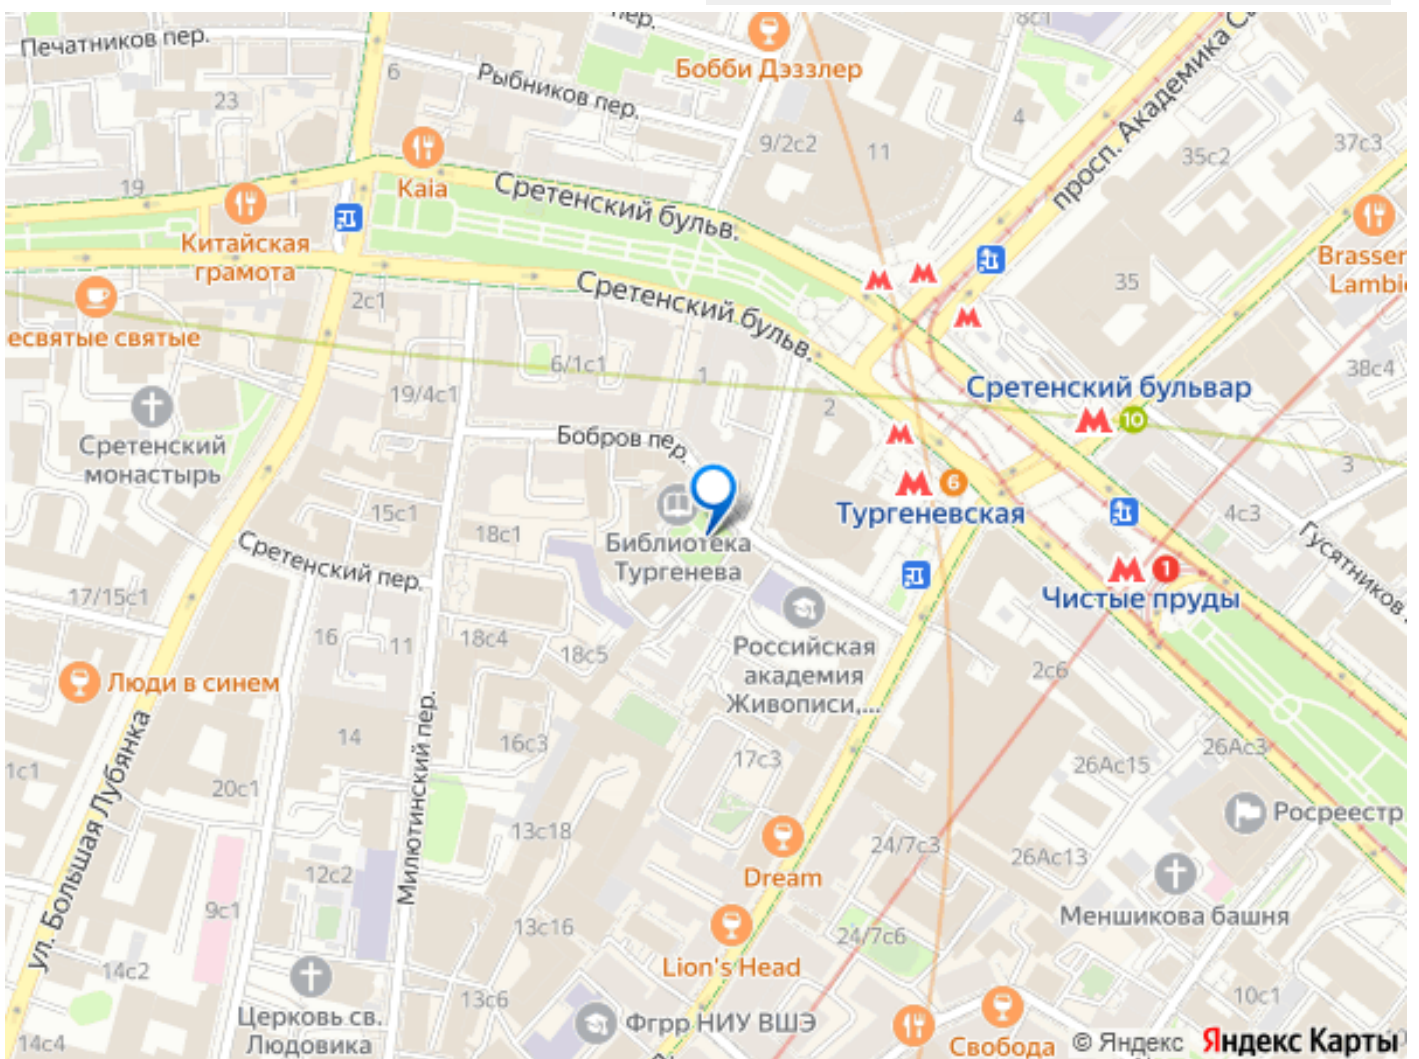 Печатников пер.
пер.
8с1
Бобби Дэззлер
просп. Академика Са
6
Рыбников пер.
23
9/2с2
11
4
35с2
37с3
19
Kaia
Сретенский бульв.
Китайская
грамота
Brasser
Lambic
35
2с1
Сретенский бульв.
есвятые святые
6/1с1
1
2
38с4
19/4с1
Сретенский бульвар
10
Сретенский
монастырь
Бобров пер.
3
6
Тургеневская
15с1
18с1
4с3
Библиотека
Тургенева
Гусятников
Сретенский пер.
1
Чистые пруды
17/15с1
16
11
18с4
18с5
Российская
академия
Живописи,...
2с6
Люди в синем
14
16с3
17с3
26Ас3
26Ас15
1с1
20с1
ул. Большая Лубянка
Милютинский пер.
Росреестр
13с18
24/7с3
26Ас13
Dream
12с2
9с1
Меншикова башня
13с16
24/7с6
Lion's Head
14с2
13с6
10с1
Церковь св.
Людовика
Фгрр НИУ ВШЭ
14с4
Свобода
© Яндекс Яндекс Карты